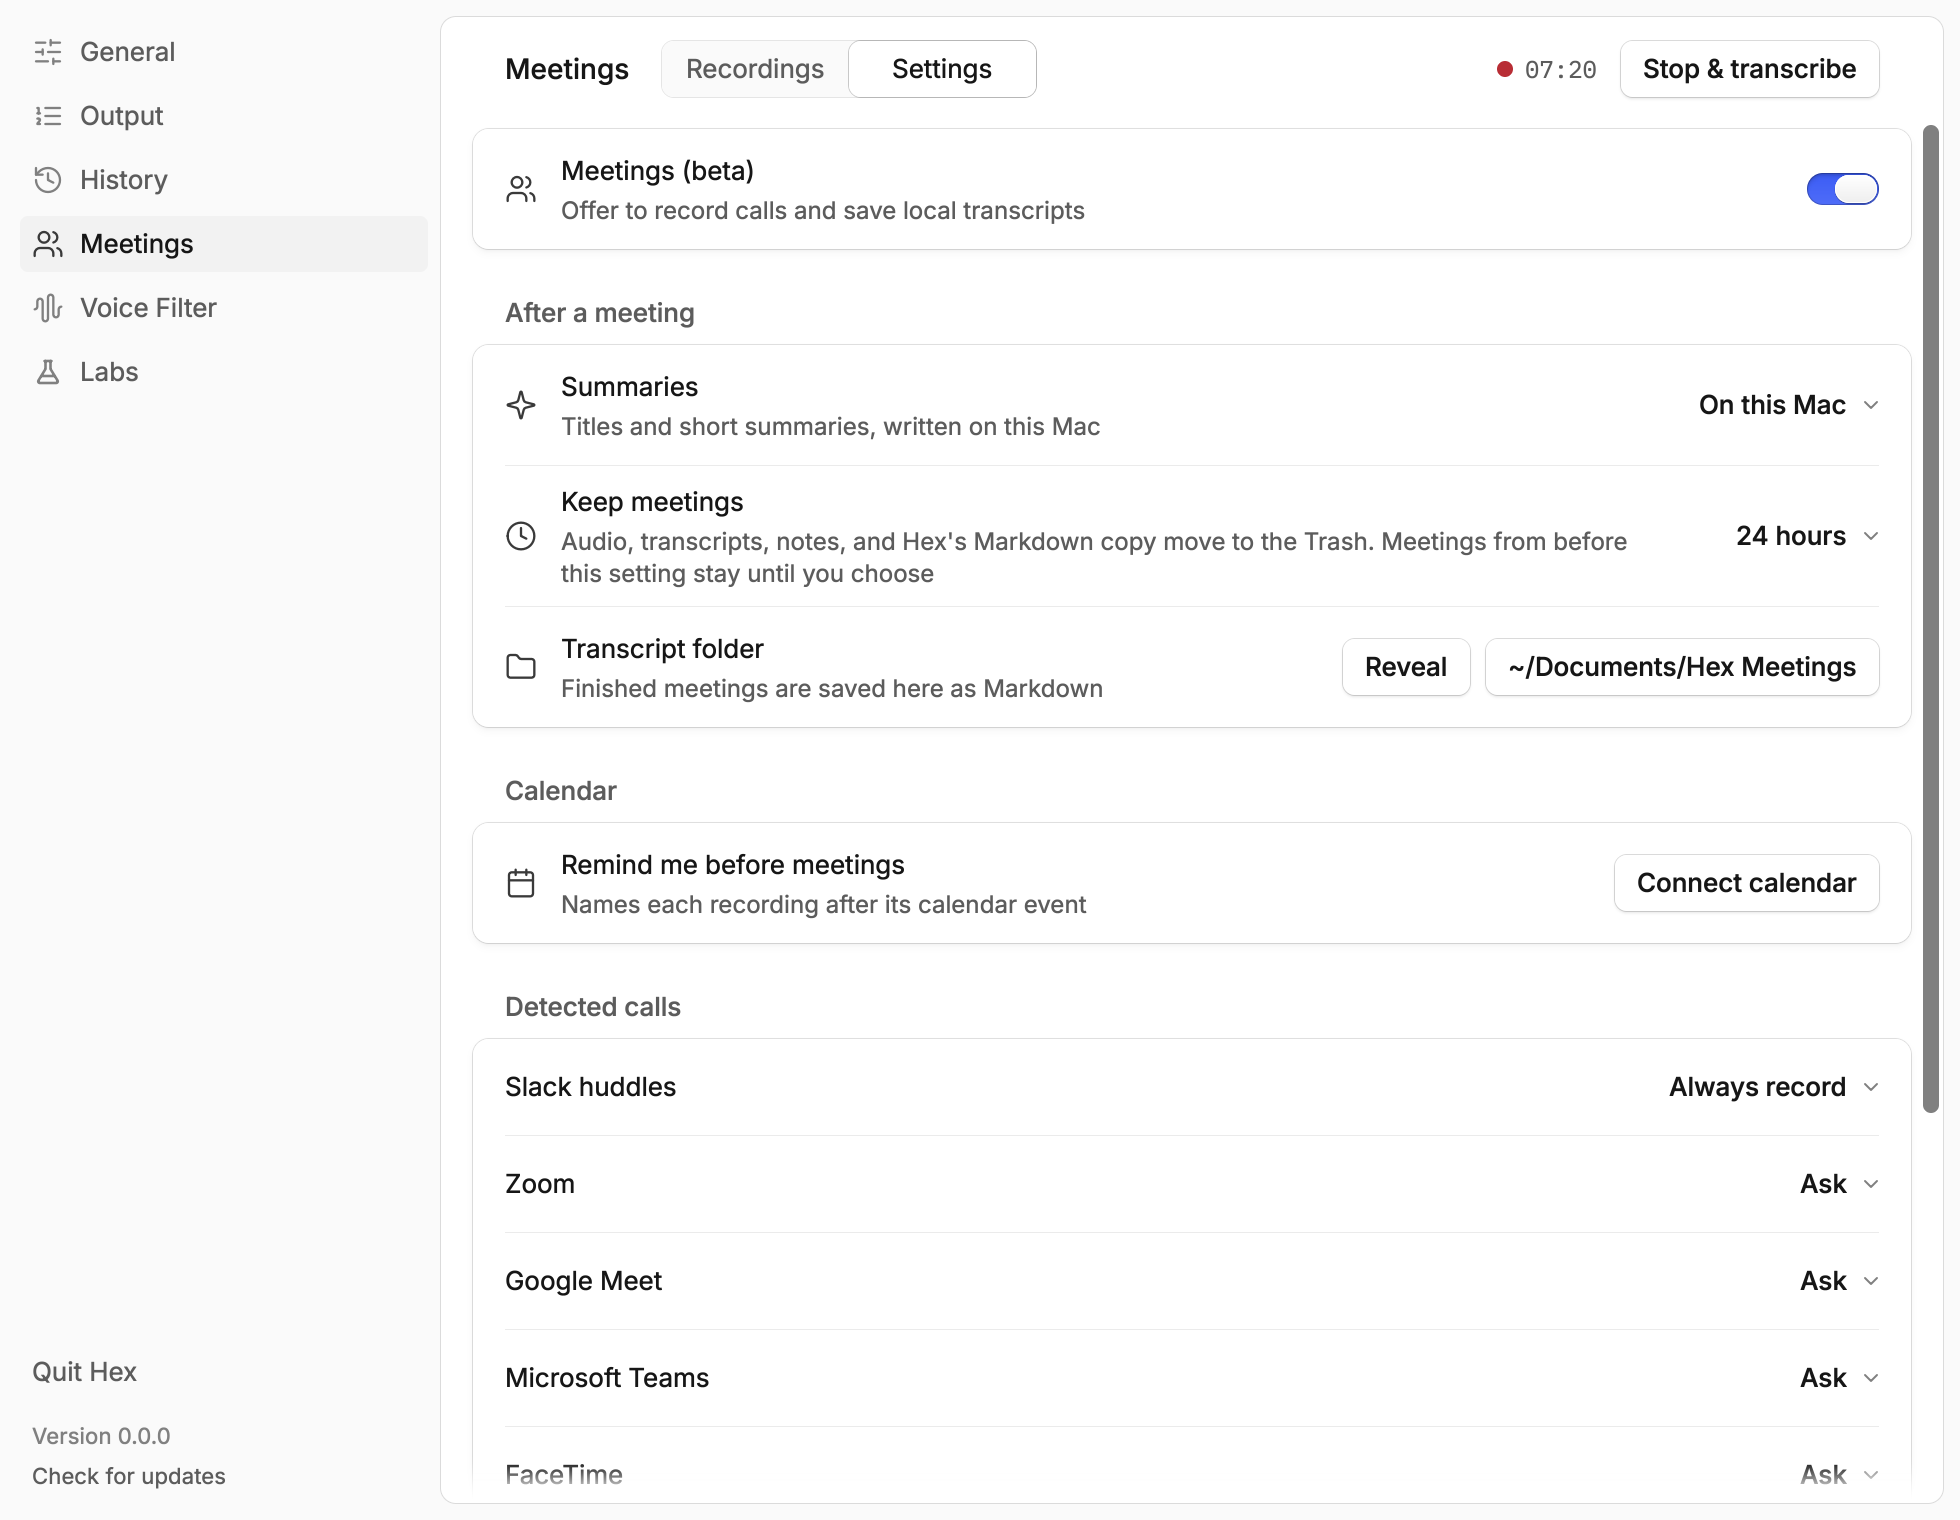 General
Output
History
Meetings
Voice Filter
Labs
Quit Hex
Version 0.0.0
Check for updates
Meetings
Recordings
Settings
07:20
Stop & transcribe
Meetings (beta)
Offer to record calls and save local transcripts
After a meeting
Summaries
Titles and short summaries, written on this Mac
On this Mac
Keep meetings
Audio, transcripts, notes, and Hex's Markdown copy move to the Trash. Meetings from before
this setting stay until you choose
24 hours
Transcript folder
Finished meetings are saved here as Markdown
Reveal
~/Documents/Hex Meetings
Calendar
Remind me before meetings
Names each recording after its calendar event
Connect calendar
Detected calls
Slack huddles
Always record
Zoom
Ask
Google Meet
Ask
Microsoft Teams
Ask
FaceTime
Ask